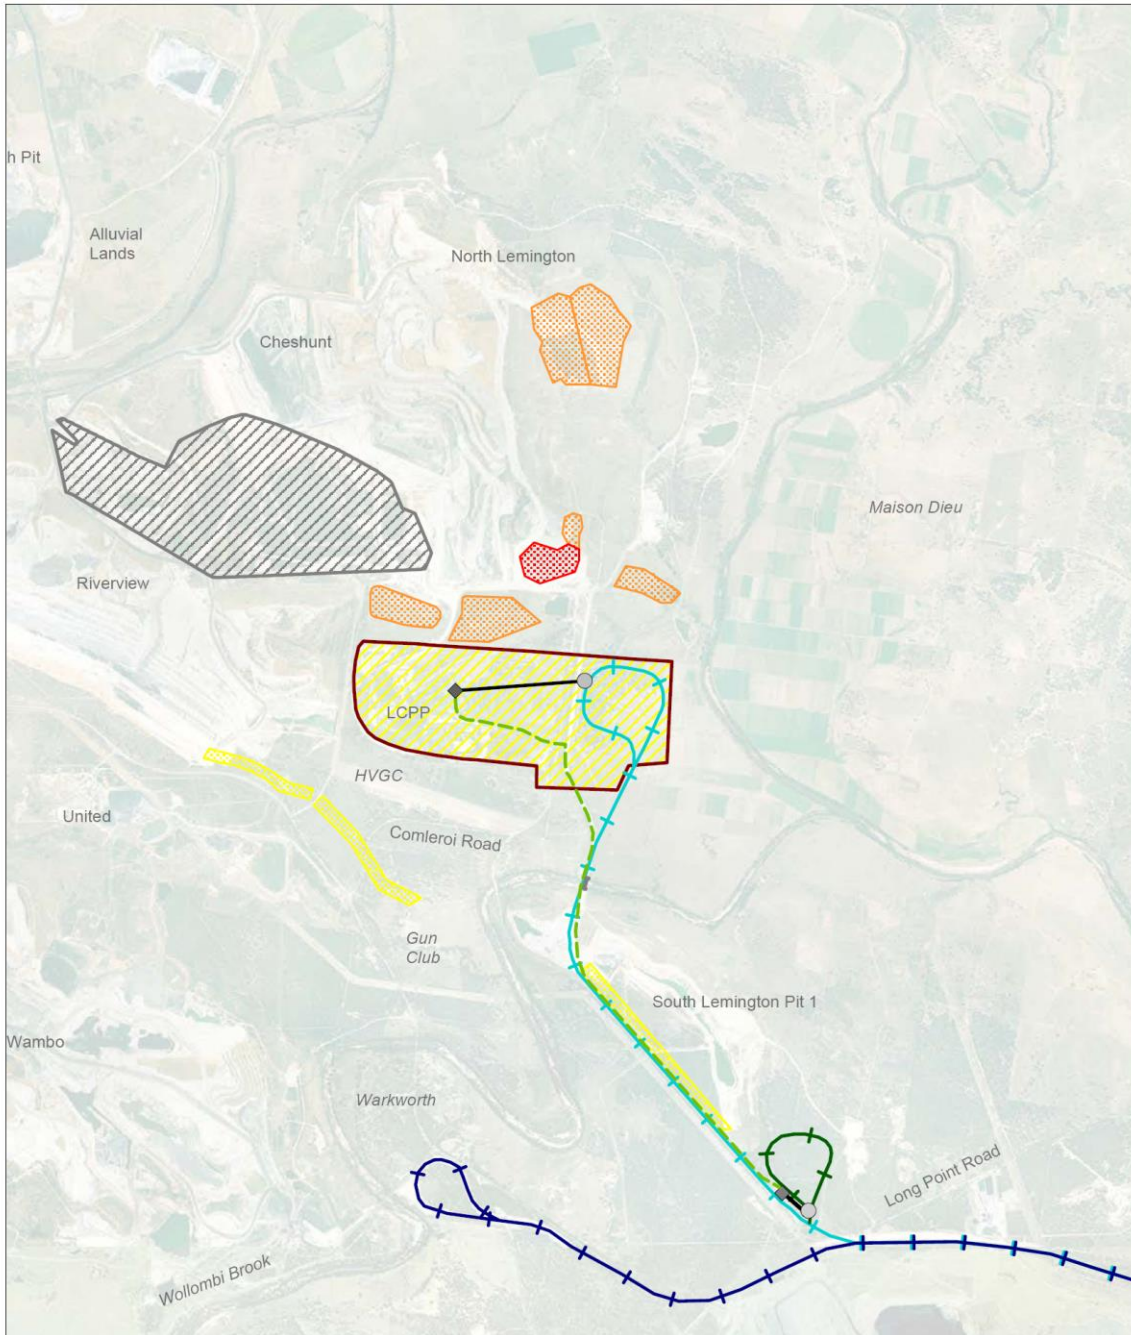 h Pit
Alluvial
Lands
North Lemington
Cheshunt
Maison Dieu
Riverview
LCPP
HVGC
United
Comleroi Road
Gun
Club
South Lemington Pit 1
Wambo
Warkworth
Long Point Road
Wollombi Brook